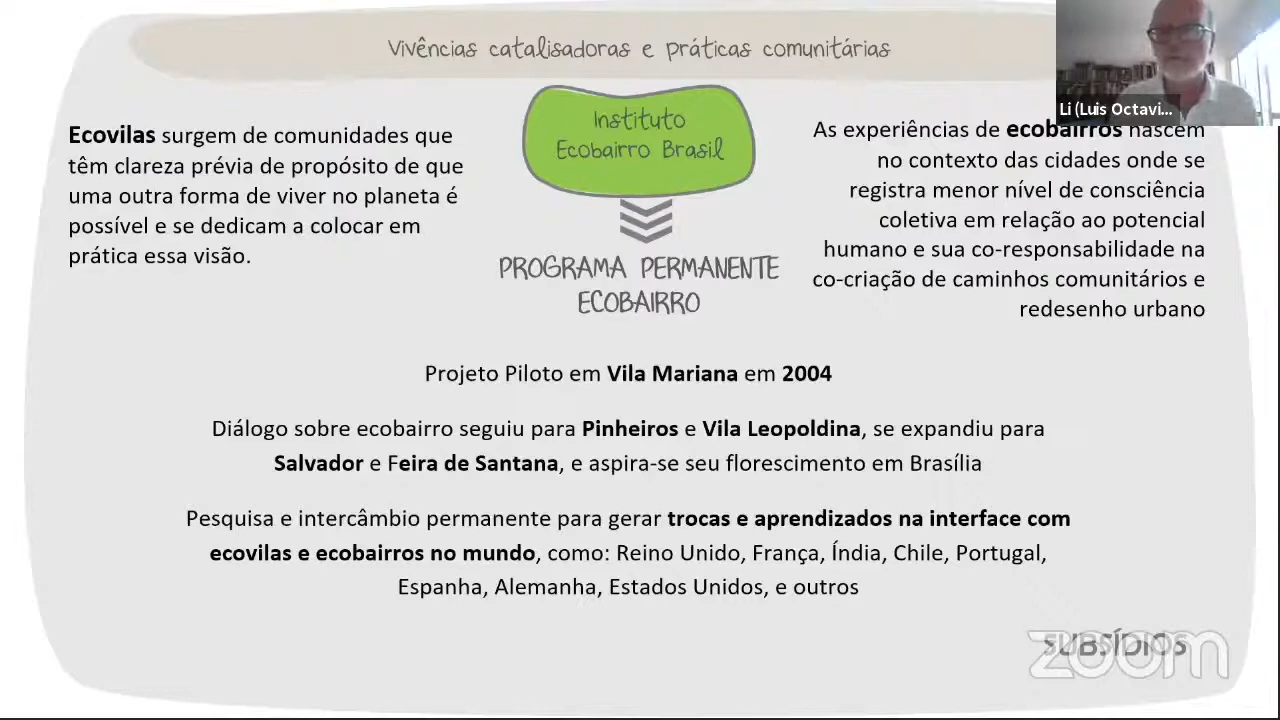 Vivências catalisadoras e práticas comunitárias
Li (Luis Octavi...
Instituto
Ecobairro Brasil
Ecovilas surgem de comunidades que
têm clareza prévia de propósito de que
uma outra forma de viver no planeta é
possível e se dedicam a colocar em
prática essa visão.
PROGRAMA PERMANENTE
ECOBAIRRO
As experiências de ecobairros nascem
no contexto das cidades onde se
registra menor nível de consciência
coletiva em relação ao potencial
humano e sua co-responsabilidade na
co-criação de caminhos comunitários e
redesenho urbano
Projeto Piloto em Vila Mariana em 2004
Diálogo sobre ecobairro seguiu para Pinheiros e Vila Leopoldina, se expandiu para
Salvador e Feira de Santana, e aspira-se seu florescimento em Brasília
Pesquisa e intercâmbio permanente para gerar trocas e aprendizados na interface com
ecovilas e ecobairros no mundo, como: Reino Unido, França, Índia, Chile, Portugal,
Espanha, Alemanha, Estados Unidos, e outros
SUBSÍDIOS
zoom